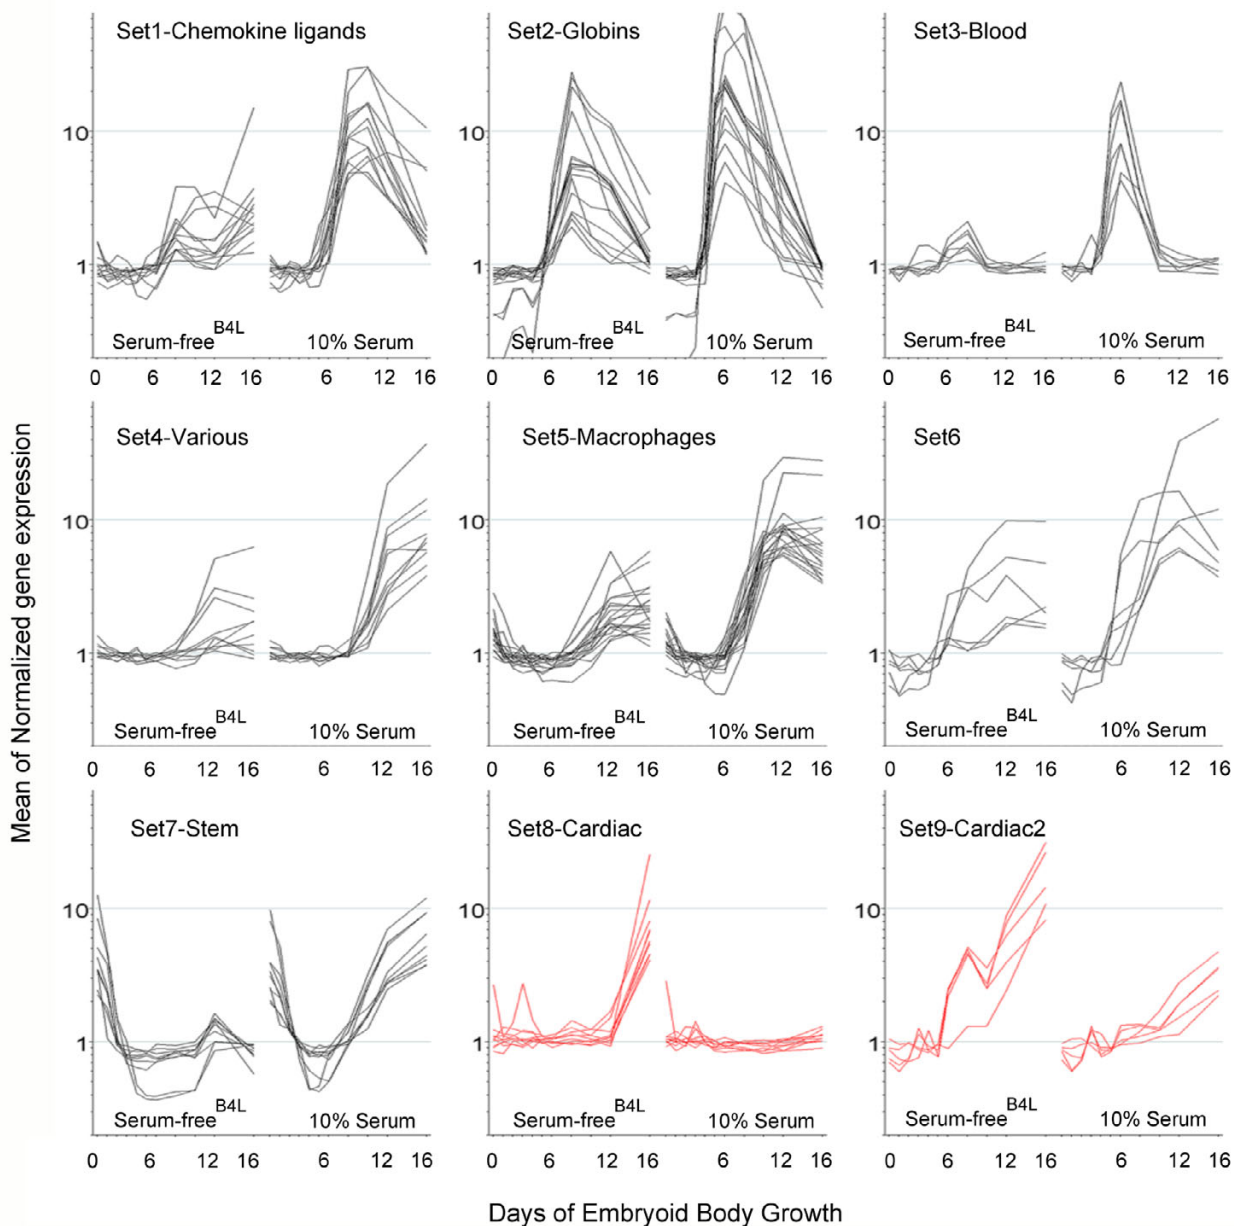 Mean of Normalized gene expression
Set1-Chemokine ligands
10
1
Serum-free B4L
10% Serum
0 6 12 6 12 16
Set2-Globins
10
1
Serum-free B4L
10% Serum
0 6 12 16 6 12 16
Set3-Blood
10
1
Serum-free B4L
10% Serum
0 6 12 16 6 12 16
Set4-Various
10
1
Serum-free B4L
10% Serum
0 6 12 16 6 12 16
Set5-Macrophages
10
1
Serum-free B4L
10% Serum
0 6 12 16 6 12 16
Set6
10
1
Serum-free B4L
10% Serum
0 6 12 16 6 12 16
Set7-Stem
10
1
Serum-free B4L
10% Serum
0 6 12 16 6 12 16
Set8-Cardiac
10
1
Serum-free B4L
10% Serum
0 6 12 16 6 12 16
Set9-Cardiac2
10
1
Serum-free B4L
10% Serum
0 6 12 16 6 12 16
Days of Embryoid Body Growth